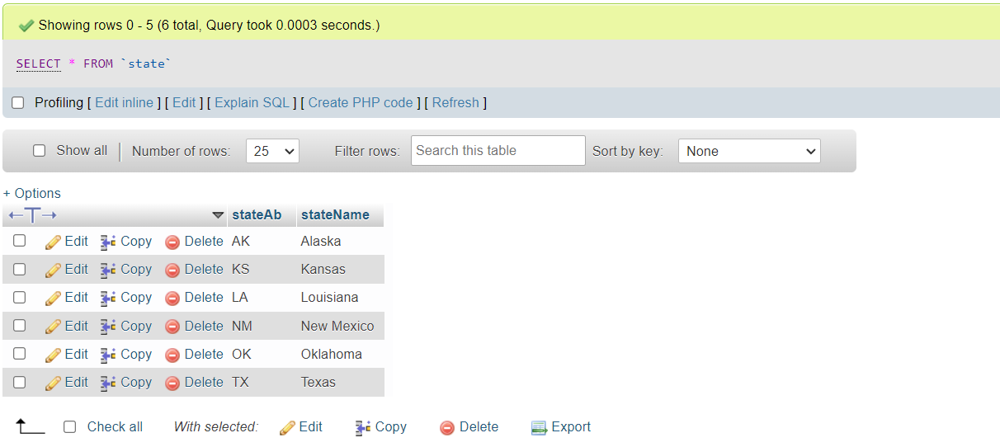 Showing rows 0 - 5 (6 total, Query took 0.0003 seconds.)
SELECT * FROM `state`
Profiling [ Edit inline ] [ Edit ] [ Explain SQL ] [ Create PHP code ] [ Refresh ]
Show all Number of rows: 25 Filter rows: Search this table Sort by key: None
+ Options
←T→ stateAb stateName
Edit Copy Delete AK Alaska
Edit Copy Delete KS Kansas
Edit Copy Delete LA Louisiana
Edit Copy Delete NM New Mexico
Edit Copy Delete OK Oklahoma
Edit Copy Delete TX Texas
Check all With selected: Edit Copy Delete Export